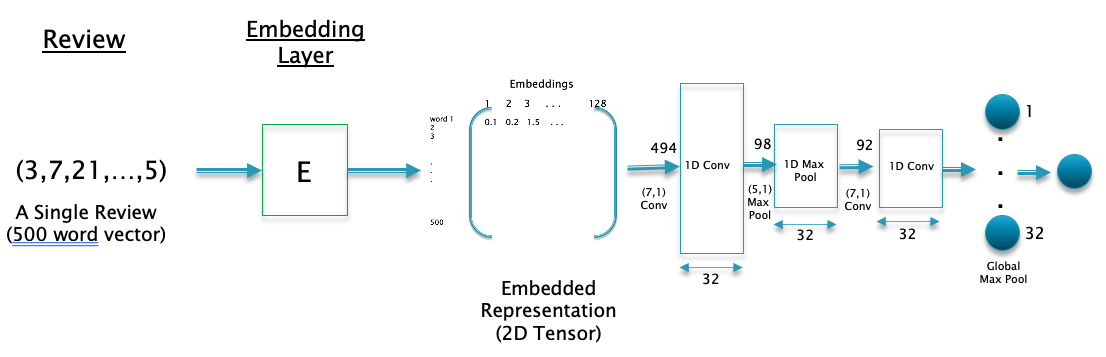 Review
Embedding
Layer
(3,7,21,...,5)
A Single Review
(500 word vector)
E
Embeddings
1 2 3 ... 128
word 1
0.1 0.2 1.5 ...
2
3
.
.
.
500
Embedded
Representation
(2D Tensor)
494
(7,1)
Conv
1D Conv
32
98
(5,1)
Max
Pool
1D Max
Pool
32
92
(7,1)
Conv
1D Conv
32
1
.
.
.
32
Global
Max Pool